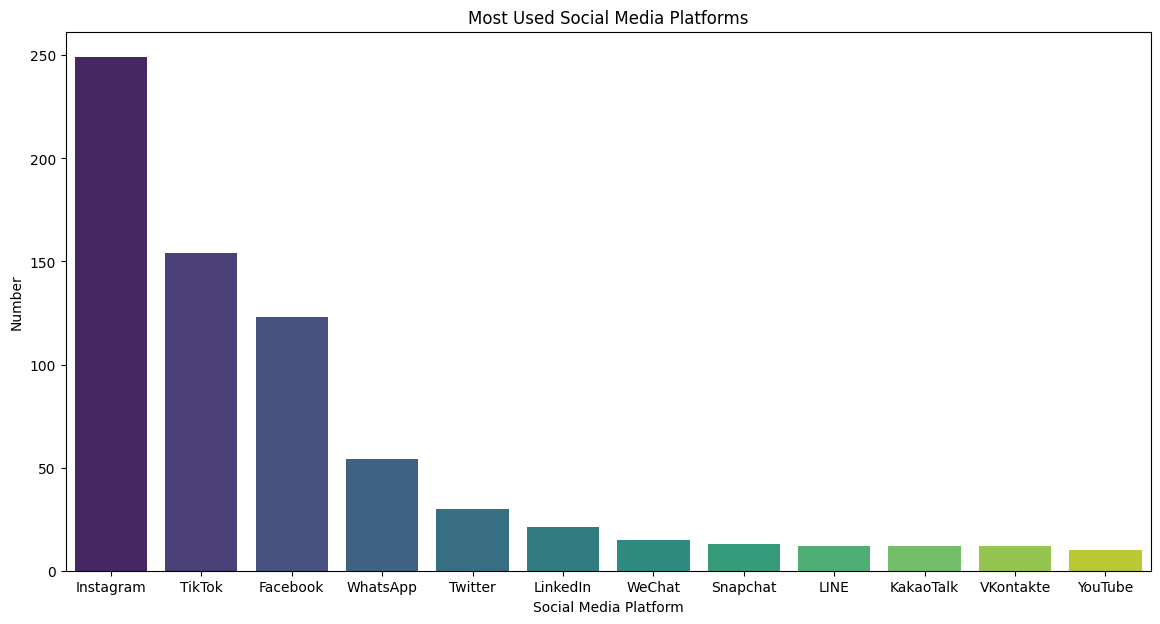 Most Used Social Media Platforms
250
200
150
100
50
0
Number
Instagram TikTok Facebook WhatsApp Twitter LinkedIn WeChat Snapchat LINE KakaoTalk VKontakte YouTube
Social Media Platform